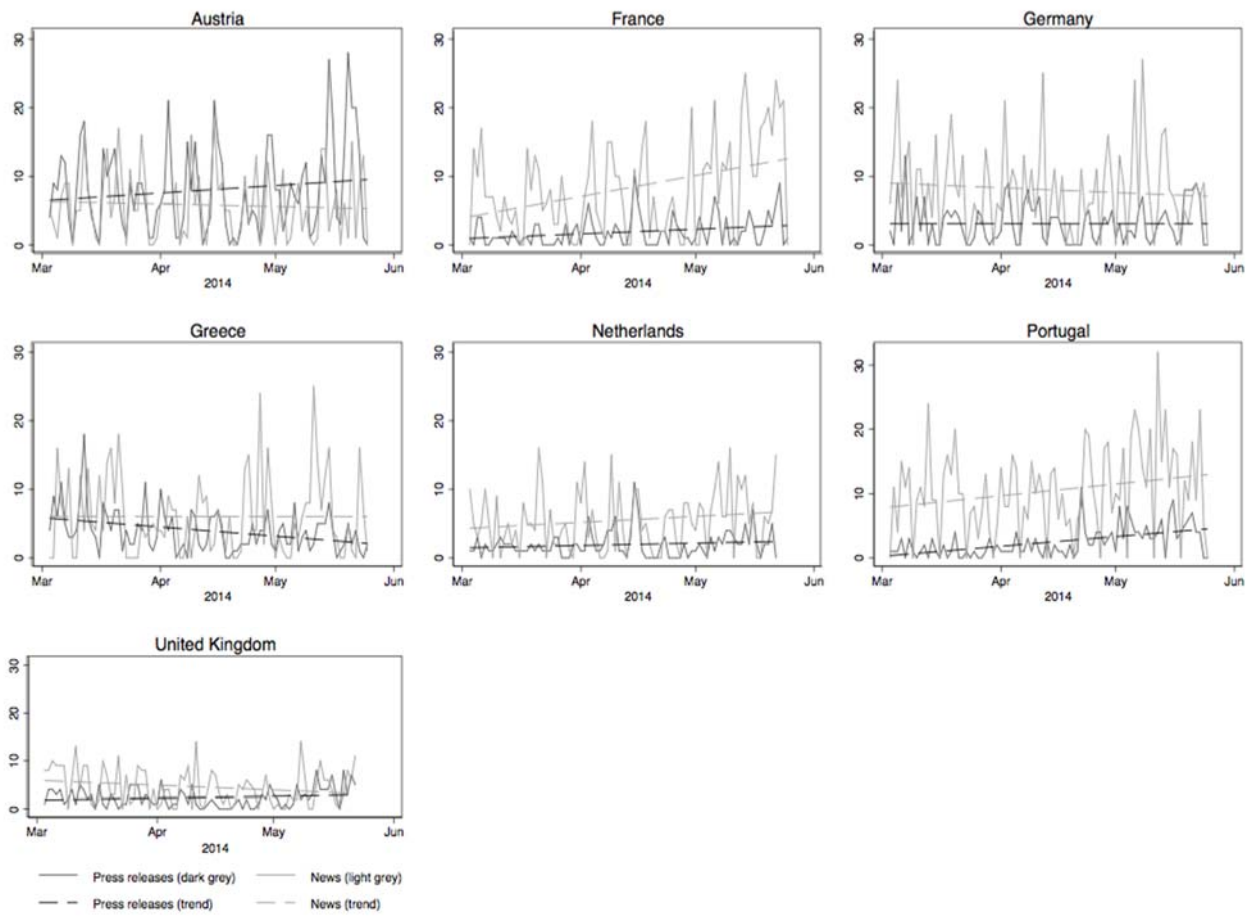 Austria
France
Germany
30
20
10
0
Mar
Apr
May
Jun
2014
30
20
10
0
Mar
Apr
May
Jun
2014
30
20
10
0
Mar
Apr
May
Jun
2014
Greece
Netherlands
Portugal
30
20
10
0
Mar
Apr
May
Jun
2014
30
20
10
0
Mar
Apr
May
Jun
2014
30
20
10
0
Mar
Apr
May
Jun
2014
United Kingdom
30
20
10
0
Mar
Apr
May
Jun
2014
Press releases (dark grey)
News (light grey)
Press releases (trend)
News (trend)